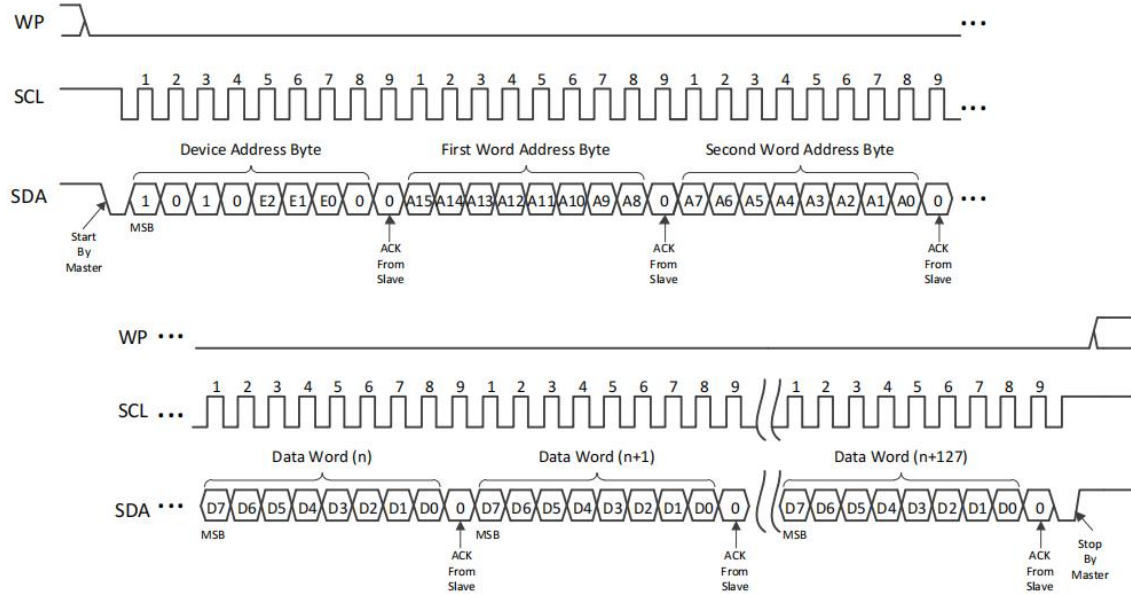 WP
•••
1 2 3 4 5 6 7 8 9 1 2 3 4 5 6 7 8 9 1 2 3 4 5 6 7 8 9
SCL
•••
Device Address Byte
First Word Address Byte
Second Word Address Byte
SDA
1 0 1 0 E2 E1 E0 0 0 A15 A14 A13 A12 A11 A10 A9 A8 0 A7 A6 A5 A4 A3 A2 A1 A0 0
•••
MSB
Start
By
Master
ACK
From
Slave
ACK
From
Slave
ACK
From
Slave
WP •••
1 2 3 4 5 6 7 8 9 1 2 3 4 5 6 7 8 9 1 2 3 4 5 6 7 8 9
SCL •••
Data Word (n)
Data Word (n+1)
Data Word (n+127)
SDA •••
D7 D6 D5 D4 D3 D2 D1 D0 0 D7 D6 D5 D4 D3 D2 D1 D0 0 D7 D6 D5 D4 D3 D2 D1 D0 0
MSB
MSB
MSB
ACK
From
Slave
ACK
From
Slave
ACK
From
Slave
Stop
By
Master